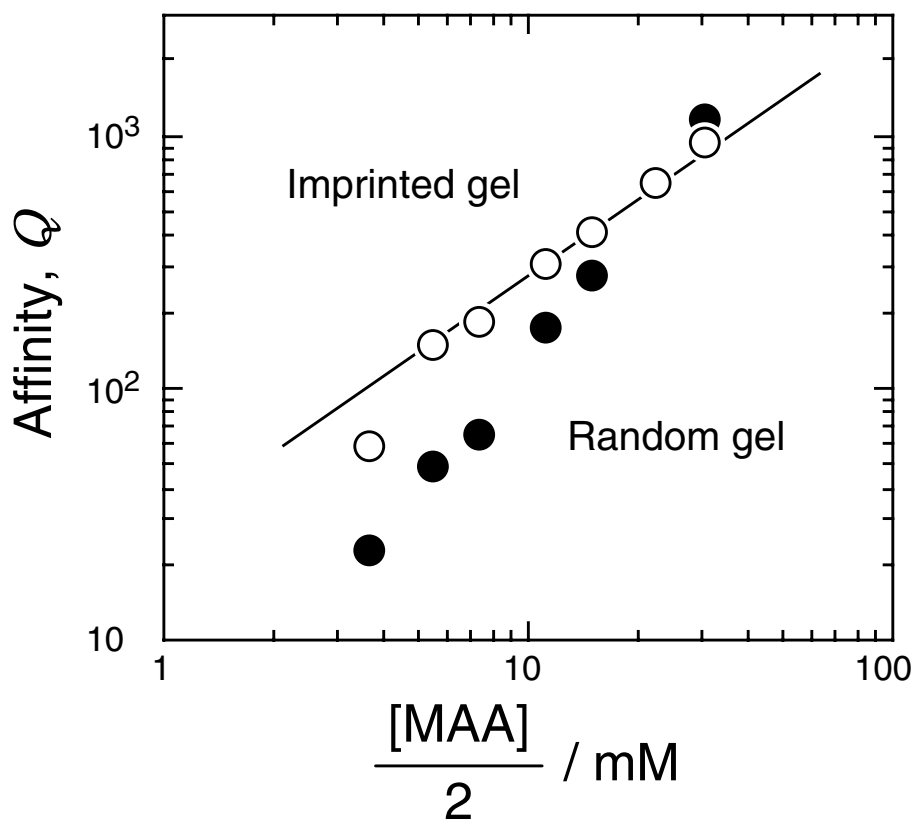 10³
Imprinted gel
Affinity, Q
10²
Random gel
10
1
10
100
[MAA]
2
/ mM